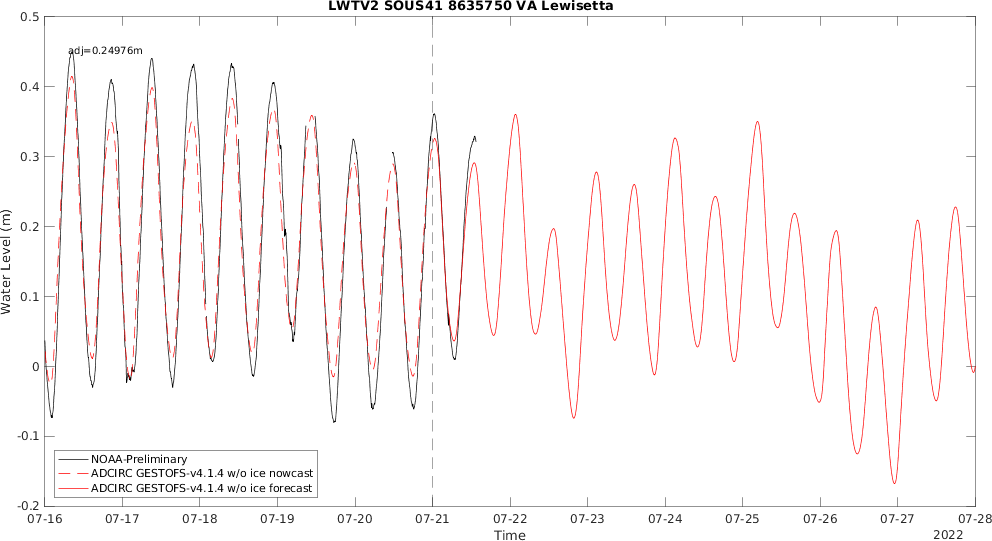 LWTV2 SOUS41 8635750 VA Lewisetta
adj=0.24976m
Water Level (m)
0.5
0.4
0.3
0.2
0.1
0
-0.1
-0.2
NOAA-Preliminary
ADCIRC GESTOFS-v4.1.4 w/o ice nowcast
ADCIRC GESTOFS-v4.1.4 w/o ice forecast
07-16 07-17 07-18 07-19 07-20 07-21 07-22 07-23 07-24 07-25 07-26 07-27 07-28
Time
2022